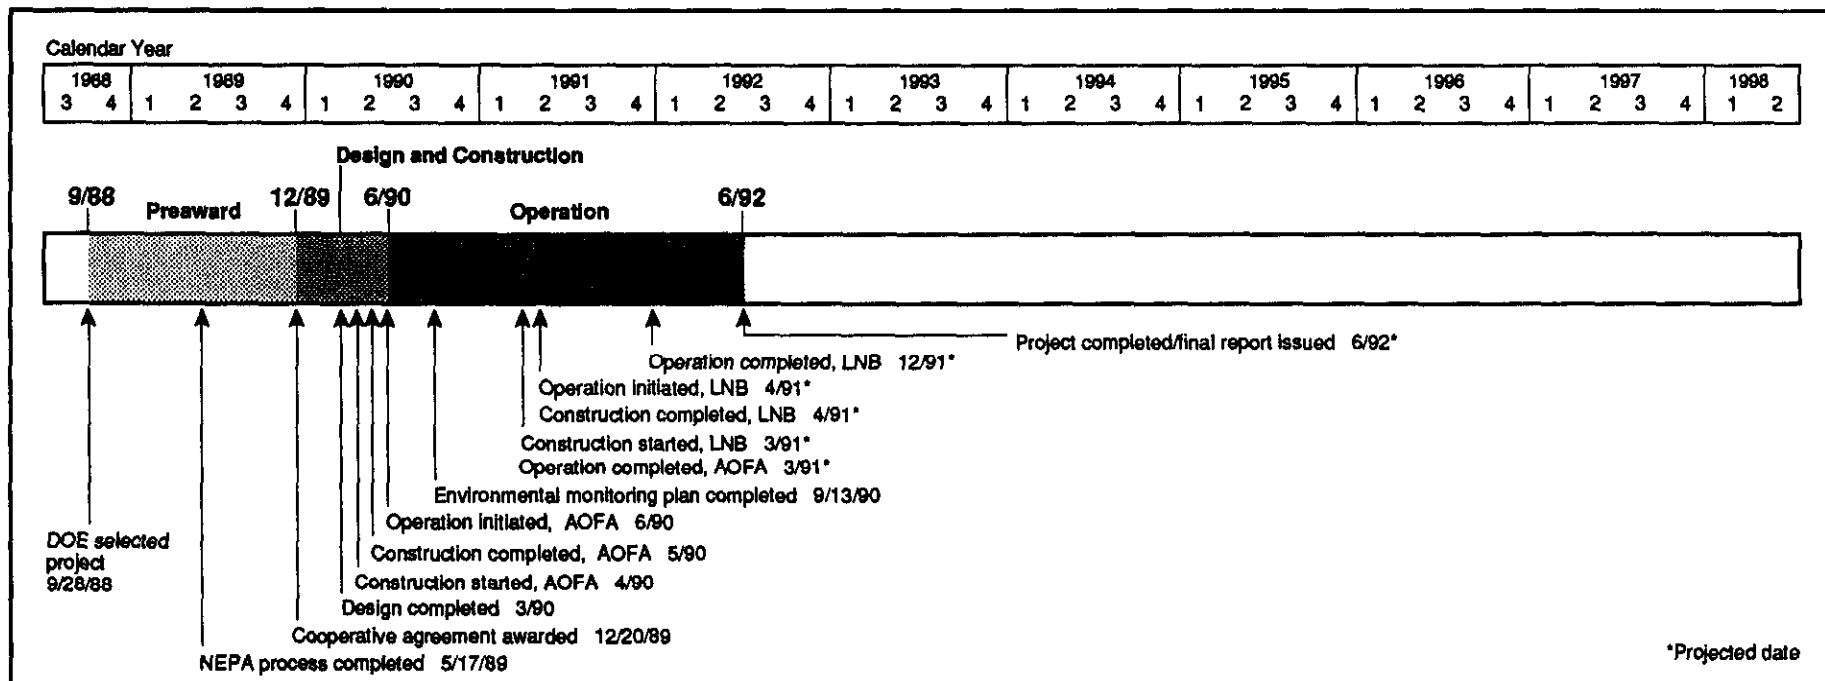 Calendar Year
1988 1989 1990 1991 1992 1993 1994 1995 1996 1997 1998
3 4 1 2 3 4 1 2 3 4 1 2 3 4 1 2 3 4 1 2 3 4 1 2 3 4 1 2 3 4 1 2 3 4 1 2 3 4 1 2
Design and Construction
9/88 12/89 6/90 6/92
Preaward Operation
Project completed/final report issued 6/92*
Operation completed, LNB 12/91*
Operation initiated, LNB 4/91*
Construction completed, LNB 4/91*
Construction started, LNB 3/91*
Operation completed, AOFA 3/91*
Environmental monitoring plan completed 9/13/90
Operation initiated, AOFA 6/90
DOE selected
project
9/28/88
Construction completed, AOFA 5/90
Construction started, AOFA 4/90
Design completed 3/90
Cooperative agreement awarded 12/20/89
NEPA process completed 5/17/89
*Projected date